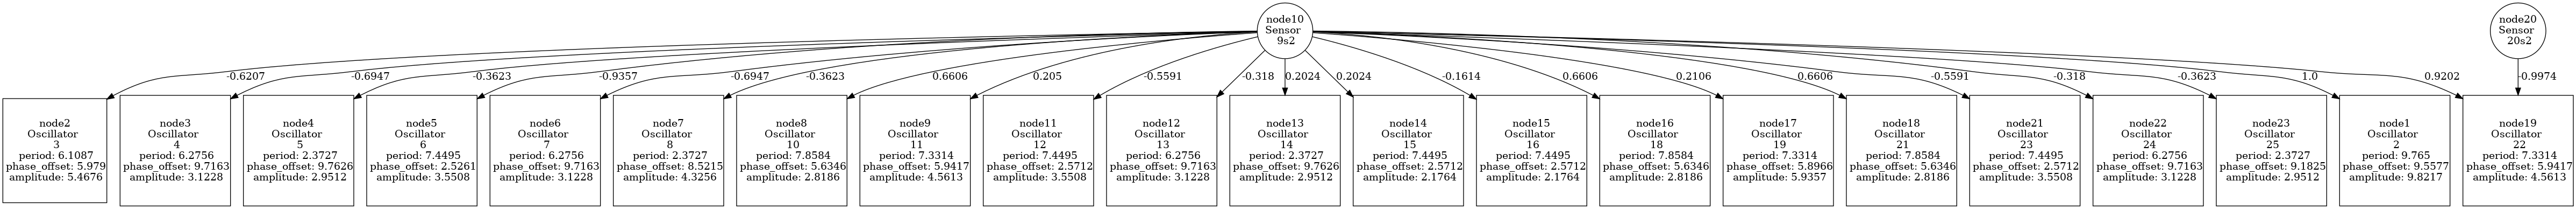 node10
Sensor
9s2
node20
Sensor
20s2
-0.6207
-0.6947
-0.3623
-0.9357
-0.6947
-0.3623
0.6606
0.205
-0.5591
-0.318
0.2024
0.2024
-0.1614
0.6606
0.2106
0.6606
-0.5591
-0.318
-0.3623
1.0
0.9202
-0.9974
node2
Oscillator
3
period: 6.1087
phase_offset: 5.979
amplitude: 5.4676
node3
Oscillator
4
period: 6.2756
phase_offset: 9.7163
amplitude: 3.1228
node4
Oscillator
5
period: 2.3727
phase_offset: 9.7626
amplitude: 2.9512
node5
Oscillator
6
period: 7.4495
phase_offset: 2.5261
amplitude: 3.5508
node6
Oscillator
7
period: 6.2756
phase_offset: 9.7163
amplitude: 3.1228
node7
Oscillator
8
period: 2.3727
phase_offset: 8.5215
amplitude: 4.3256
node8
Oscillator
10
period: 7.8584
phase_offset: 5.6346
amplitude: 2.8186
node9
Oscillator
11
period: 7.3314
phase_offset: 5.9417
amplitude: 4.5613
node11
Oscillator
12
period: 7.4495
phase_offset: 2.5712
amplitude: 3.5508
node12
Oscillator
13
period: 6.2756
phase_offset: 9.7163
amplitude: 3.1228
node13
Oscillator
14
period: 2.3727
phase_offset: 9.7626
amplitude: 2.9512
node14
Oscillator
15
period: 7.4495
phase_offset: 2.5712
amplitude: 2.1764
node15
Oscillator
16
period: 7.4495
phase_offset: 2.5712
amplitude: 2.1764
node16
Oscillator
18
period: 7.8584
phase_offset: 5.6346
amplitude: 2.8186
node17
Oscillator
19
period: 7.3314
phase_offset: 5.8966
amplitude: 5.9357
node18
Oscillator
21
period: 7.8584
phase_offset: 5.6346
amplitude: 2.8186
node21
Oscillator
23
period: 7.4495
phase_offset: 2.5712
amplitude: 3.5508
node22
Oscillator
24
period: 6.2756
phase_offset: 9.7163
amplitude: 3.1228
node23
Oscillator
25
period: 2.3727
phase_offset: 9.1825
amplitude: 2.9512
node1
Oscillator
2
period: 9.765
phase_offset: 9.5577
amplitude: 9.8217
node19
Oscillator
22
period: 7.3314
phase_offset: 5.9417
amplitude: 4.5613